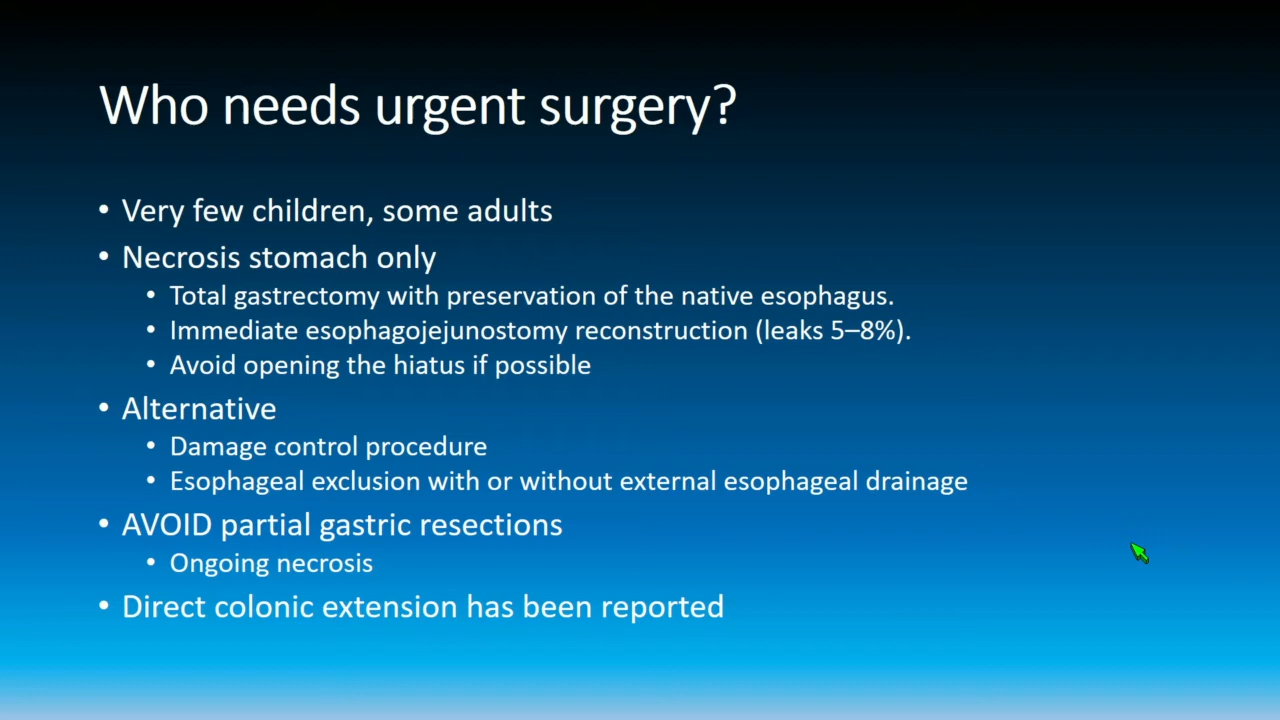 Who needs urgent surgery?
• Very few children, some adults
• Necrosis stomach only
• Total gastrectomy with preservation of the native esophagus.
• Immediate esophagojejunostomy reconstruction (leaks 5–8%).
• Avoid opening the hiatus if possible
• Alternative
• Damage control procedure
• Esophageal exclusion with or without external esophageal drainage
• AVOID partial gastric resections
• Ongoing necrosis
• Direct colonic extension has been reported